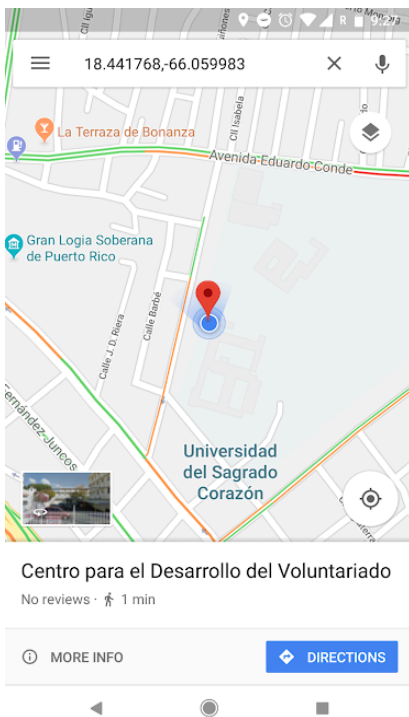 R
9:27
18.441768,-66.059983
La Terraza de Bonanza
Cll Isabela
Avenida Eduardo Conde
Gran Logia Soberana
de Puerto Rico
Calle Barbé
Calle J. D. Riera
Fernández Juncos
Universidad
del Sagrado
Corazón
Centro para el Desarrollo del Voluntariado
No reviews · 1 min
MORE INFO
DIRECTIONS